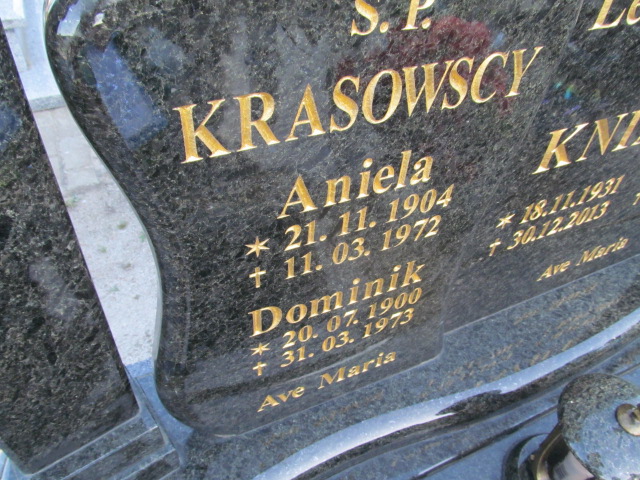 S. P.
KRASOWSCY
Aniela
* 21. 11. 1904
† 11. 03. 1972
Dominik
* 20. 07. 1900
† 31. 03. 1973
Ave Maria
* 18.11.1931
† 30.12.2013
Ave Maria